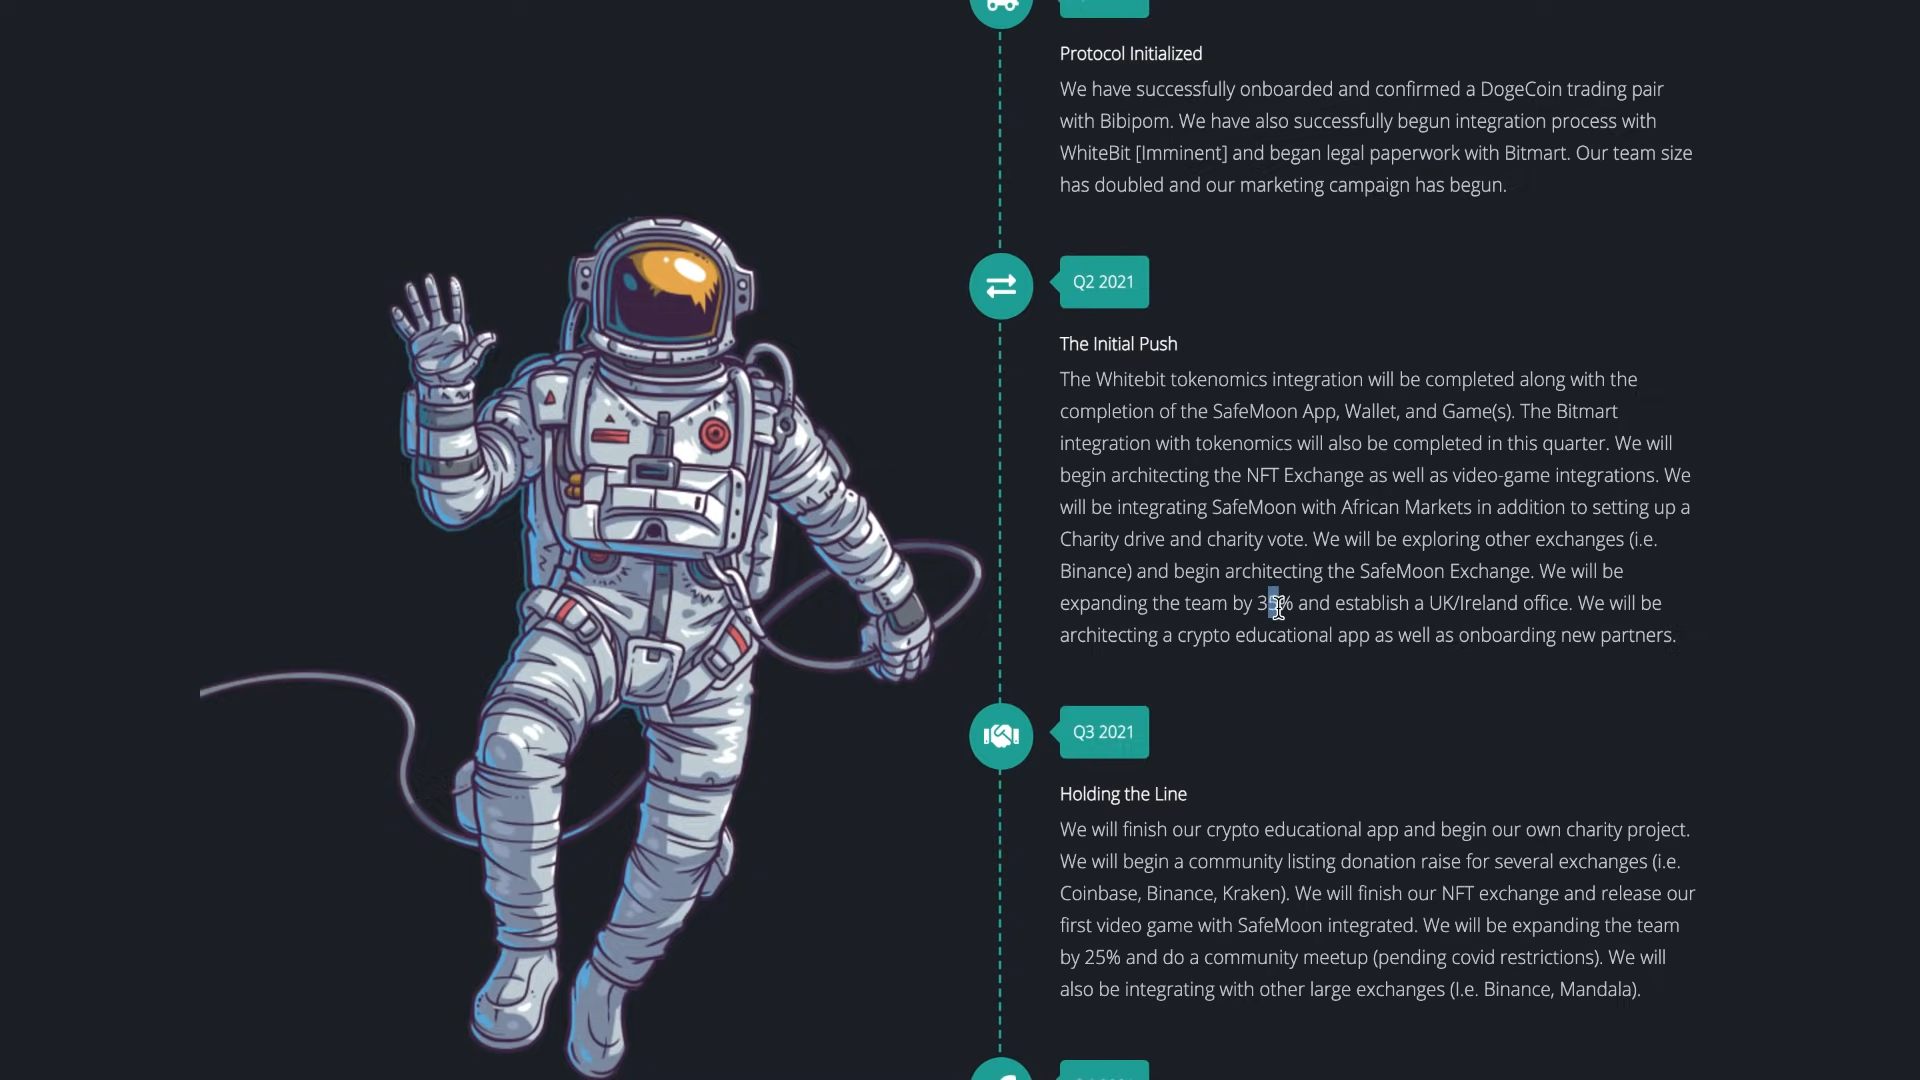 Protocol Initialized
We have successfully onboarded and confirmed a DogeCoin trading pair
with Bibipom. We have also successfully begun integration process with
WhiteBit [Imminent] and began legal paperwork with Bitmart. Our team size
has doubled and our marketing campaign has begun.
Q2 2021
The Initial Push
The Whitebit tokenomics integration will be completed along with the
completion of the SafeMoon App, Wallet, and Game(s). The Bitmart
integration with tokenomics will also be completed in this quarter. We will
begin architecting the NFT Exchange as well as video-game integrations. We
will be integrating SafeMoon with African Markets in addition to setting up a
Charity drive and charity vote. We will be exploring other exchanges (i.e.
Binance) and begin architecting the SafeMoon Exchange. We will be
expanding the team by 35% and establish a UK/Ireland office. We will be
architecting a crypto educational app as well as onboarding new partners.
Q3 2021
Holding the Line
We will finish our crypto educational app and begin our own charity project.
We will begin a community listing donation raise for several exchanges (i.e.
Coinbase, Binance, Kraken). We will finish our NFT exchange and release our
first video game with SafeMoon integrated. We will be expanding the team
by 25% and do a community meetup (pending covid restrictions). We will
also be integrating with other large exchanges (I.e. Binance, Mandala).